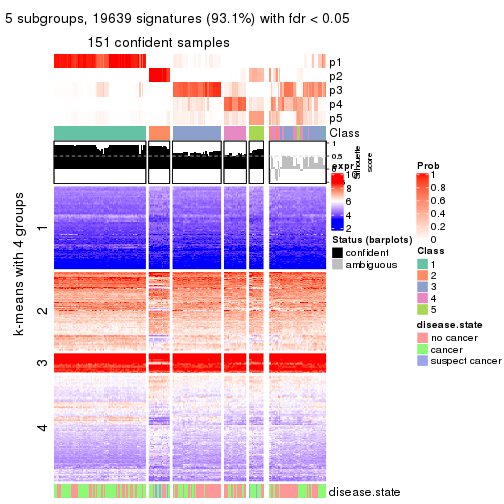 5 subgroups, 19639 signatures (93.1%) with fdr < 0.05
151 confident samples
p1
p2
p3
p4
p5
Class
1
0.5
0
Silhouette
score
k-means with 4 groups
1
2
3
4
disease.state
expr
10
8
6
4
2
Status (barplots)
confident
ambiguous
Prob
1
0.8
0.6
0.4
0.2
0
Class
1
2
3
4
5
disease.state
no cancer
cancer
suspect cancer